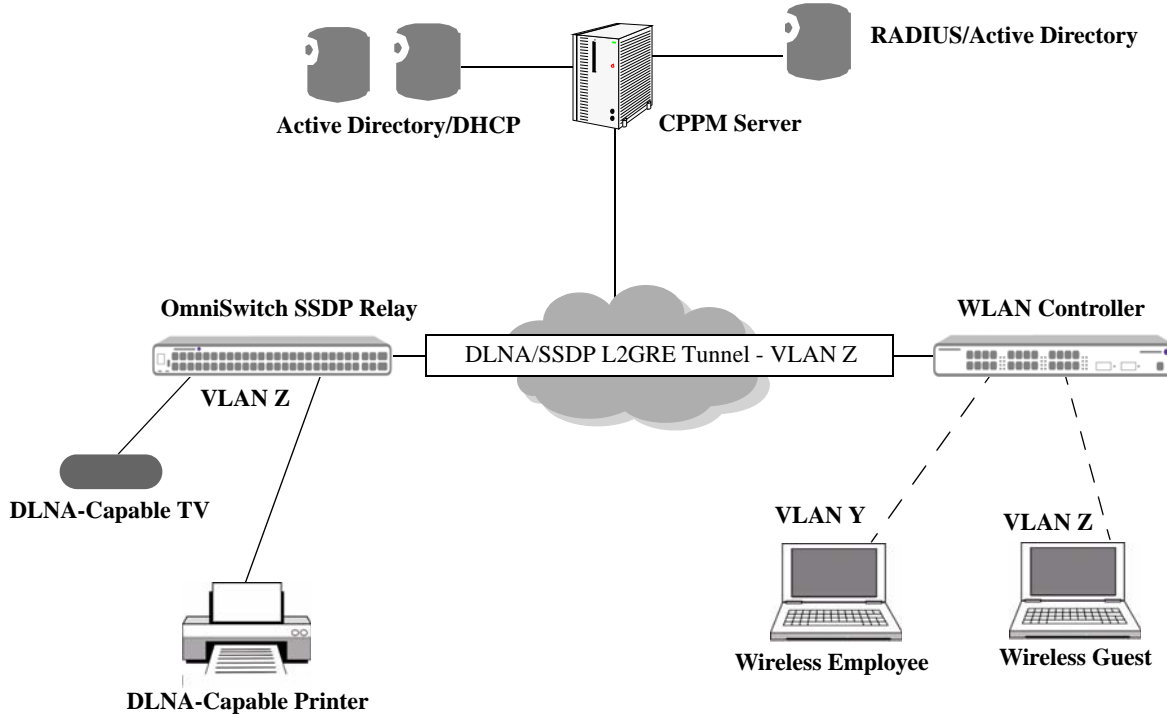 RADIUS/Active Directory
Active Directory/DHCP
CPPM Server
OmniSwitch SSDP Relay
WLAN Controller
DLNA/SSDP L2GRE Tunnel - VLAN Z
VLAN Z
DLNA-Capable TV
VLAN Y
VLAN Z
Wireless Employee
Wireless Guest
DLNA-Capable Printer